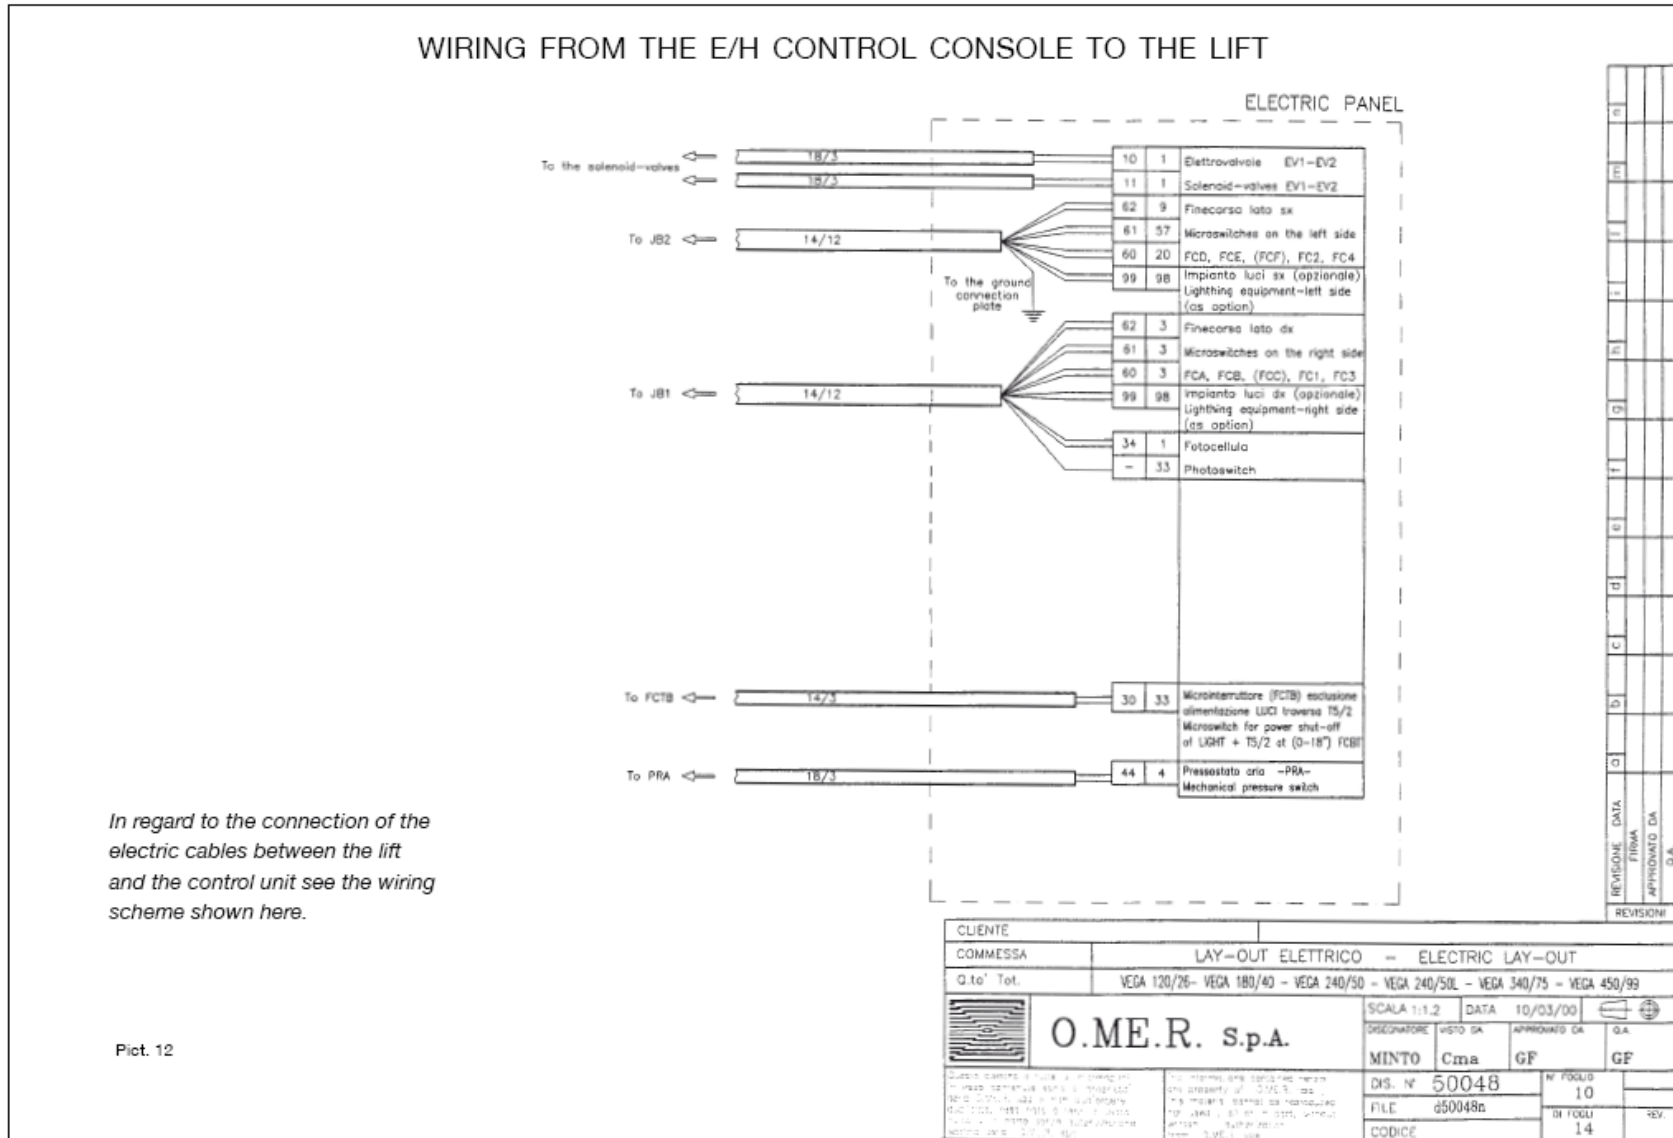 WIRING FROM THE E/H CONTROL CONSOLE TO THE LIFT
ELECTRIC PANEL
To the solenoid-valves
18/3
10 1 Elettrovalvole EV1-EV2
18/3
11 1 Solenoid-valves EV1-EV2
62 9 Finecorsa lato sx
To JB2
14/12
61 57 Microswitches on the left side
60 20 FCD, FCE, (FCF), FC2, FC4
99 98 Impianto luci sx (opzionale)
Lighthing equipment-left side
(as option)
To the ground
connection
plate
62 3 Finecorsa lato dx
61 3 Microswitches on the right side
60 3 FCA, FCB, (FCC), FC1, FC3
To JB1
14/12
99 98 Impianto luci dx (opzionale)
Lighthing equipment-right side
(as option)
34 1 Fotocellula
- 33 Photoswitch
To FCTB
14/3
30 33 Microinterruttore (FCTB) esclusione
alimentazione LUCI traversa T5/2
Microswitch for power shut-off
of LIGHT + T5/2 at (0-18") FCBT
To PRA
18/3
44 4 Pressostato aria -PRA-
Mechanical pressure switch
In regard to the connection of the
electric cables between the lift
and the control unit see the wiring
scheme shown here.
Pict. 12
n
m
l
i
h
g
f
e
d
c
b
a
REVISIONE DATA
FIRMA
APPROVATO DA
Q.A.
REVISIONI
CLIENTE
COMMESSA
LAY-OUT ELETTRICO - ELECTRIC LAY-OUT
Q.ta' Tot.
VEGA 120/26- VEGA 180/40 - VEGA 240/50 - VEGA 240/50L - VEGA 340/75 - VEGA 450/99
O.ME.R. S.p.A.
SCALA 1:1.2 DATA 10/03/00
DISEGNATORE VISTO DA APPROVATO DA Q.A.
MINTO Cma GF GF
DIS. N° 50048
N° FOGLIO
10
FILE d50048n
DI FOGLI
14
REV.
CODICE